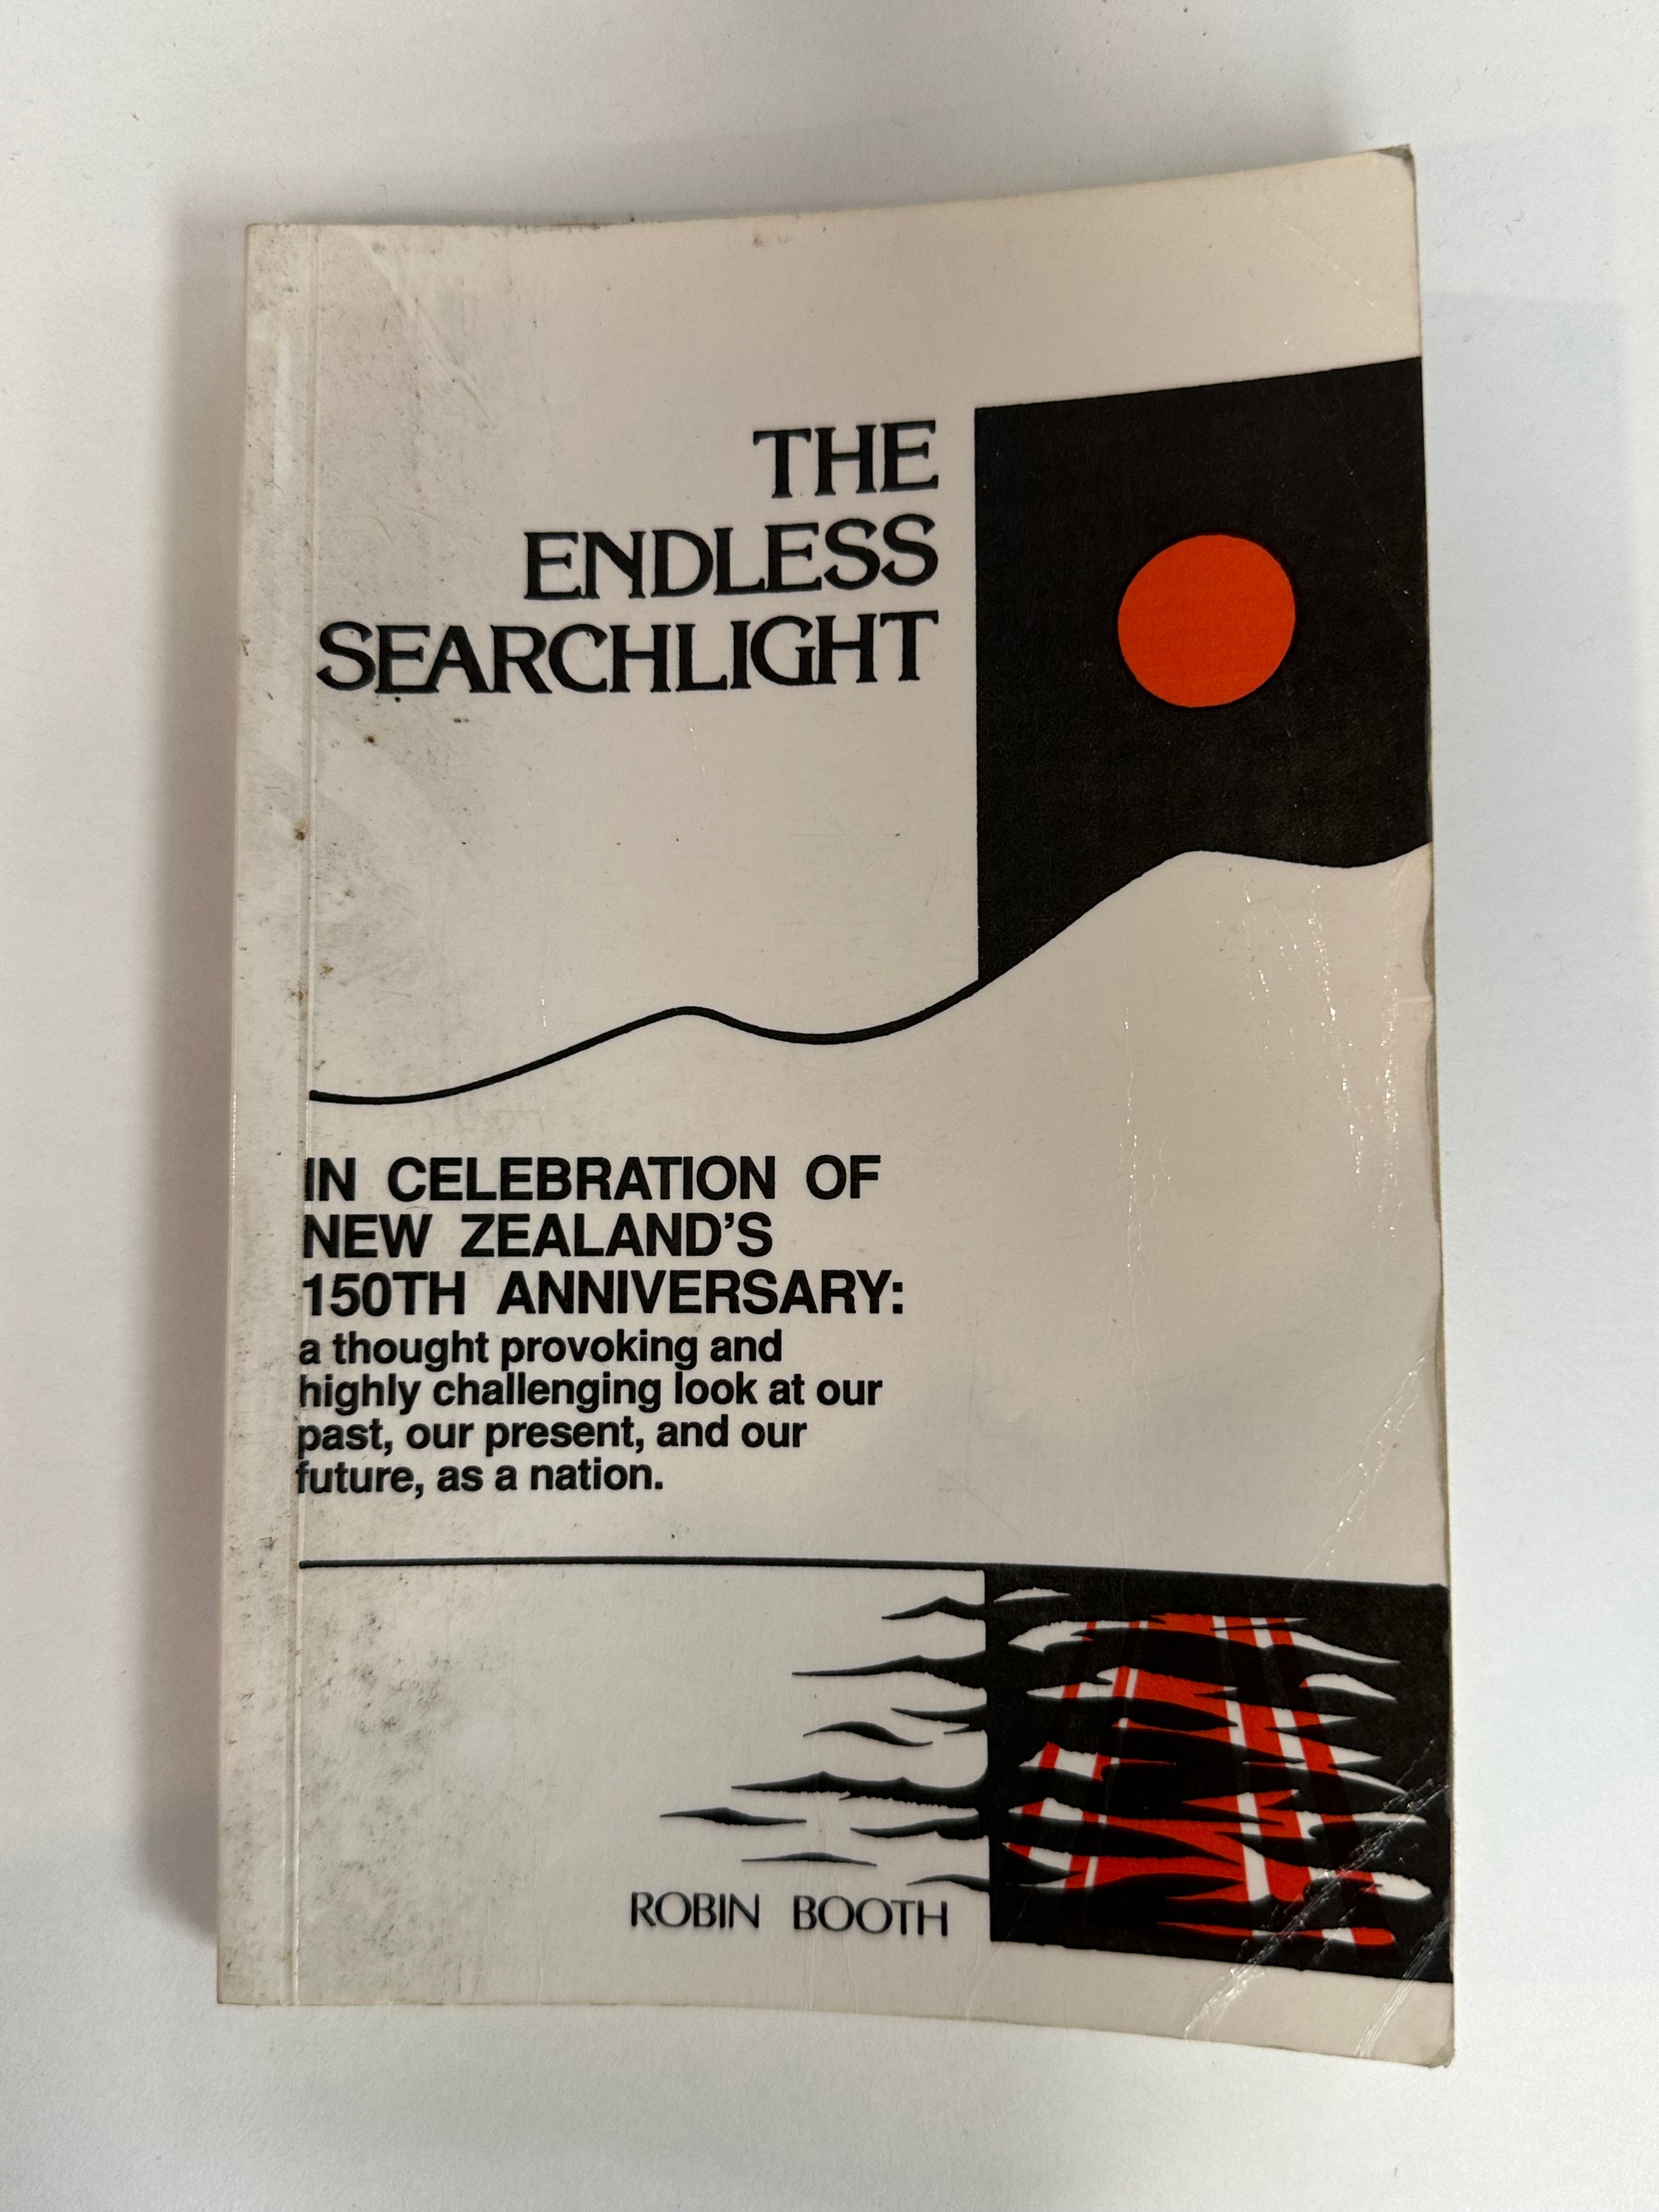 THE
ENDLESS
SEARCHLIGHT
IN CELEBRATION OF
NEW ZEALAND'S
150TH ANNIVERSARY:
a thought provoking and
highly challenging look at our
past, our present, and our
future, as a nation.
ROBIN BOOTH